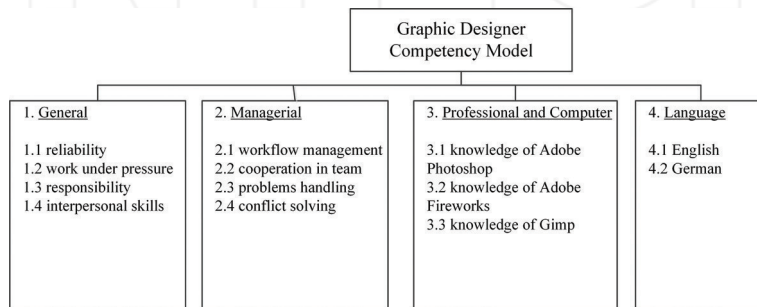 Graphic Designer
Competency Model
1. General
1.1 reliability
1.2 work under pressure
1.3 responsibility
1.4 interpersonal skills
2. Managerial
2.1 workflow management
2.2 cooperation in team
2.3 problems handling
2.4 conflict solving
3. Professional and Computer
3.1 knowledge of Adobe
Photoshop
3.2 knowledge of Adobe
Fireworks
3.3 knowledge of Gimp
4. Language
4.1 English
4.2 German